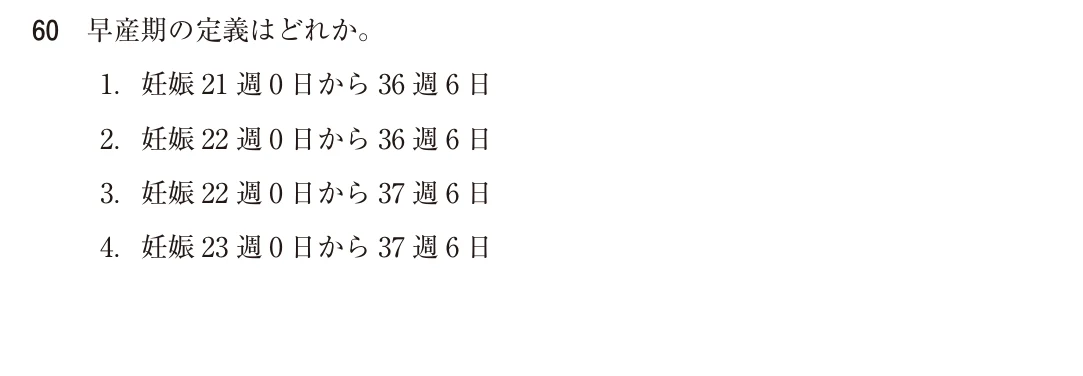 60 早産期の定義はどれか。
1. 妊娠 21 週 0 日から 36 週 6 日
2. 妊娠 22 週 0 日から 36 週 6 日
3. 妊娠 22 週 0 日から 37 週 6 日
4. 妊娠 23 週 0 日から 37 週 6 日